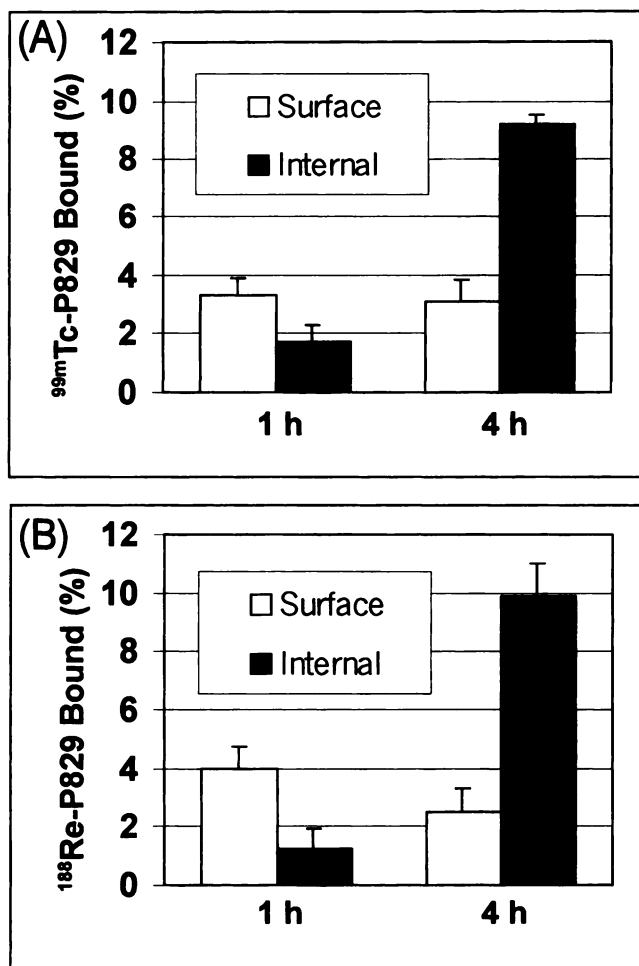 (A)
12
10
8
6
4
2
0
99mTc-P829 Bound (%)
Surface
Internal
1 h
4 h
(B)
12
10
8
6
4
2
0
188Re-P829 Bound (%)
Surface
Internal
1 h
4 h